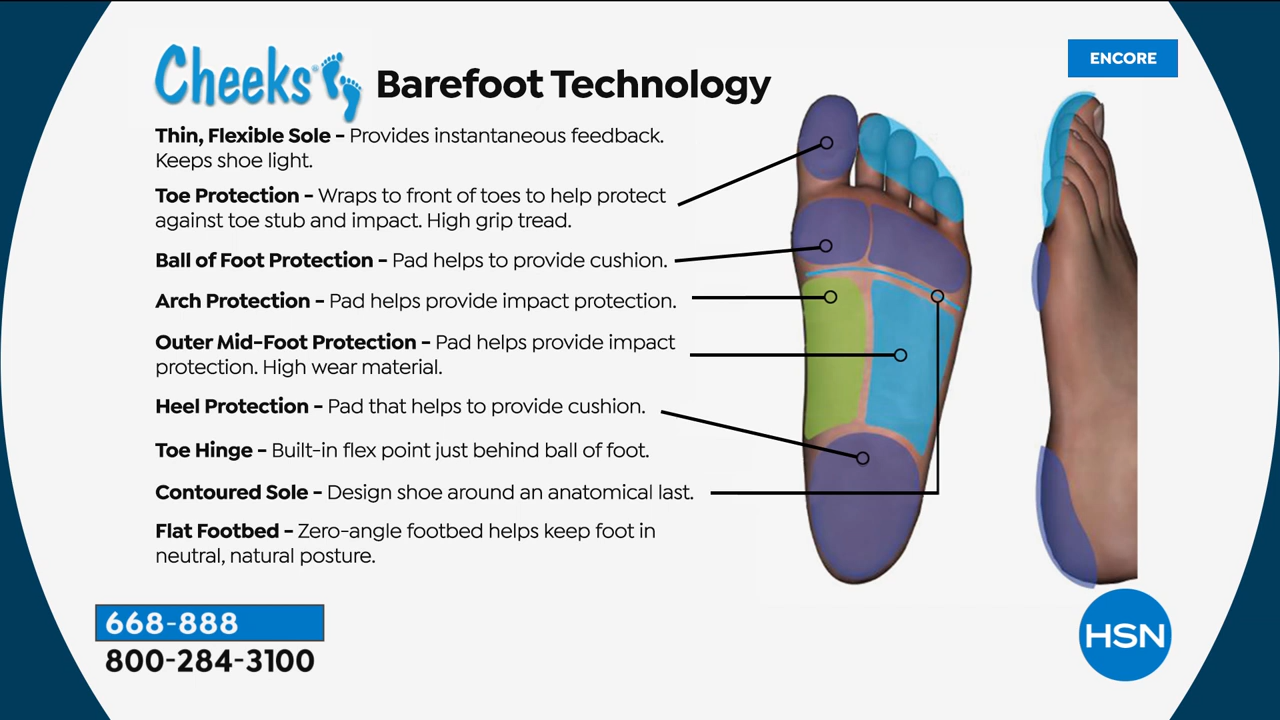 Cheeks® Barefoot Technology
ENCORE
Thin, Flexible Sole – Provides instantaneous feedback.
Keeps shoe light.
Toe Protection – Wraps to front of toes to help protect
against toe stub and impact. High grip tread.
Ball of Foot Protection – Pad helps to provide cushion.
Arch Protection – Pad helps provide impact protection.
Outer Mid-Foot Protection – Pad helps provide impact
protection. High wear material.
Heel Protection – Pad that helps to provide cushion.
Toe Hinge – Built-in flex point just behind ball of foot.
Contoured Sole – Design shoe around an anatomical last.
Flat Footbed – Zero-angle footbed helps keep foot in
neutral, natural posture.
668-888
800-284-3100
HSN